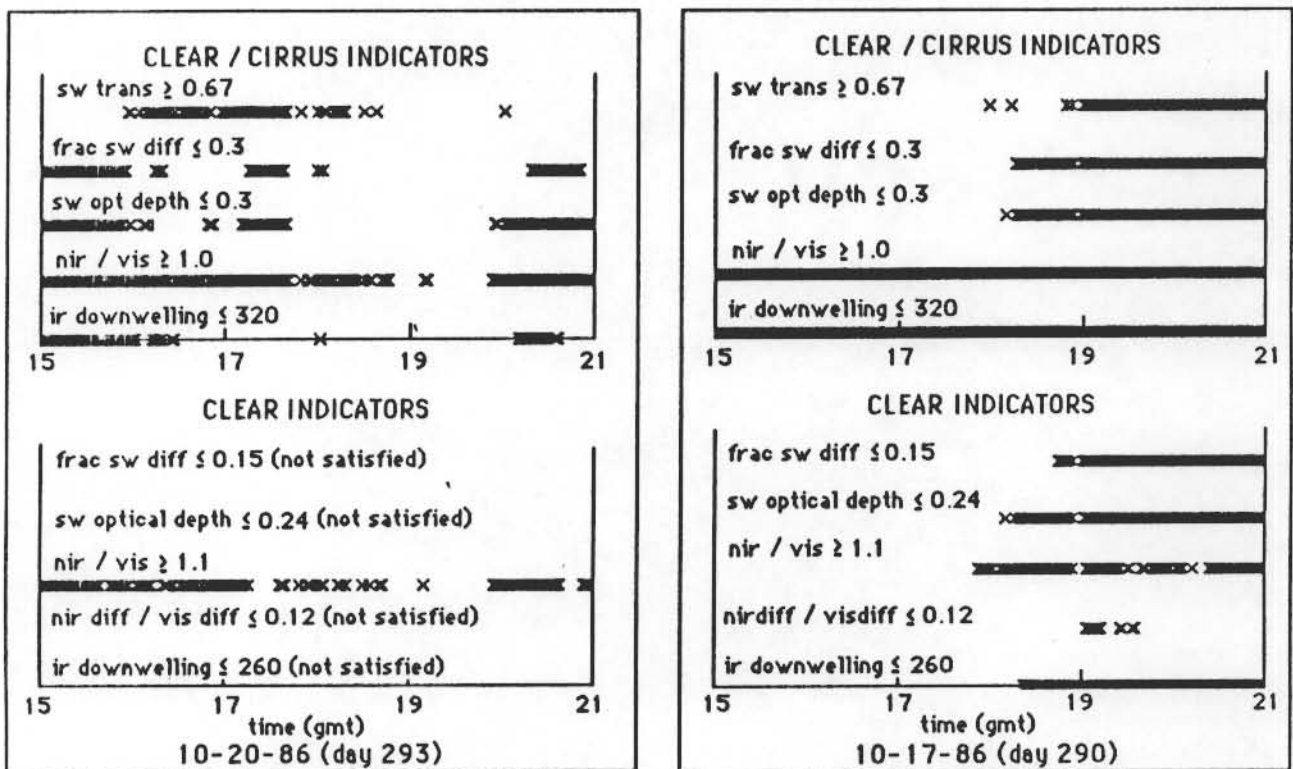 CLEAR / CIRRUS INDICATORS
sw trans ≥ 0.67
frac sw diff ≤ 0.3
sw opt depth ≤ 0.3
nir / vis ≥ 1.0
ir downwelling ≤ 320
15 17 19 21
CLEAR INDICATORS
frac sw diff ≤ 0.15 (not satisfied)
sw optical depth ≤ 0.24 (not satisfied)
nir / vis ≥ 1.1
nir diff / vis diff ≤ 0.12 (not satisfied)
ir downwelling ≤ 260 (not satisfied)
15 17 19 21
time (gmt)
10-20-86 (day 293)
CLEAR / CIRRUS INDICATORS
sw trans ≥ 0.67
frac sw diff ≤ 0.3
sw opt depth ≤ 0.3
nir / vis ≥ 1.0
ir downwelling ≤ 320
15 17 19 21
CLEAR INDICATORS
frac sw diff ≤ 0.15
sw optical depth ≤ 0.24
nir / vis ≥ 1.1
nirdiff / visdiff ≤ 0.12
ir downwelling ≤ 260
15 17 19 21
time (gmt)
10-17-86 (day 290)